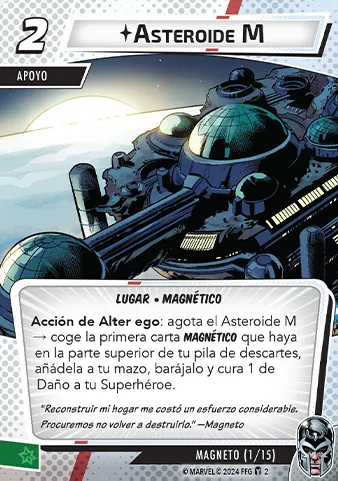 2
Asteroide M
APOYO
LUGAR • MAGNÉTICO
Acción de Alter ego: agota el Asteroide M
→ coge la primera carta MAGNÉTICO que haya
en la parte superior de tu pila de descartes,
añádela a tu mazo, barájalo y cura 1 de
Daño a tu Superhéroe.
"Reconstruir mi hogar me costó un esfuerzo considerable.
Procuremos no volver a destruirlo." —Magneto
MAGNETO (1/15)
© MARVEL © 2024 FFG 2